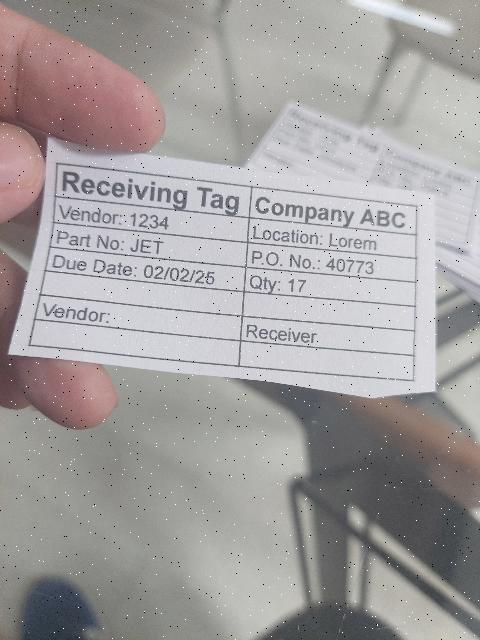 Receiving Tag Company ABC
Vendor: 1234 Location: Lorem
Part No: JET P.O. No.: 40773
Due Date: 02/02/25 Qty: 17
Vendor: Receiver
Receiving Tag
Company ABC